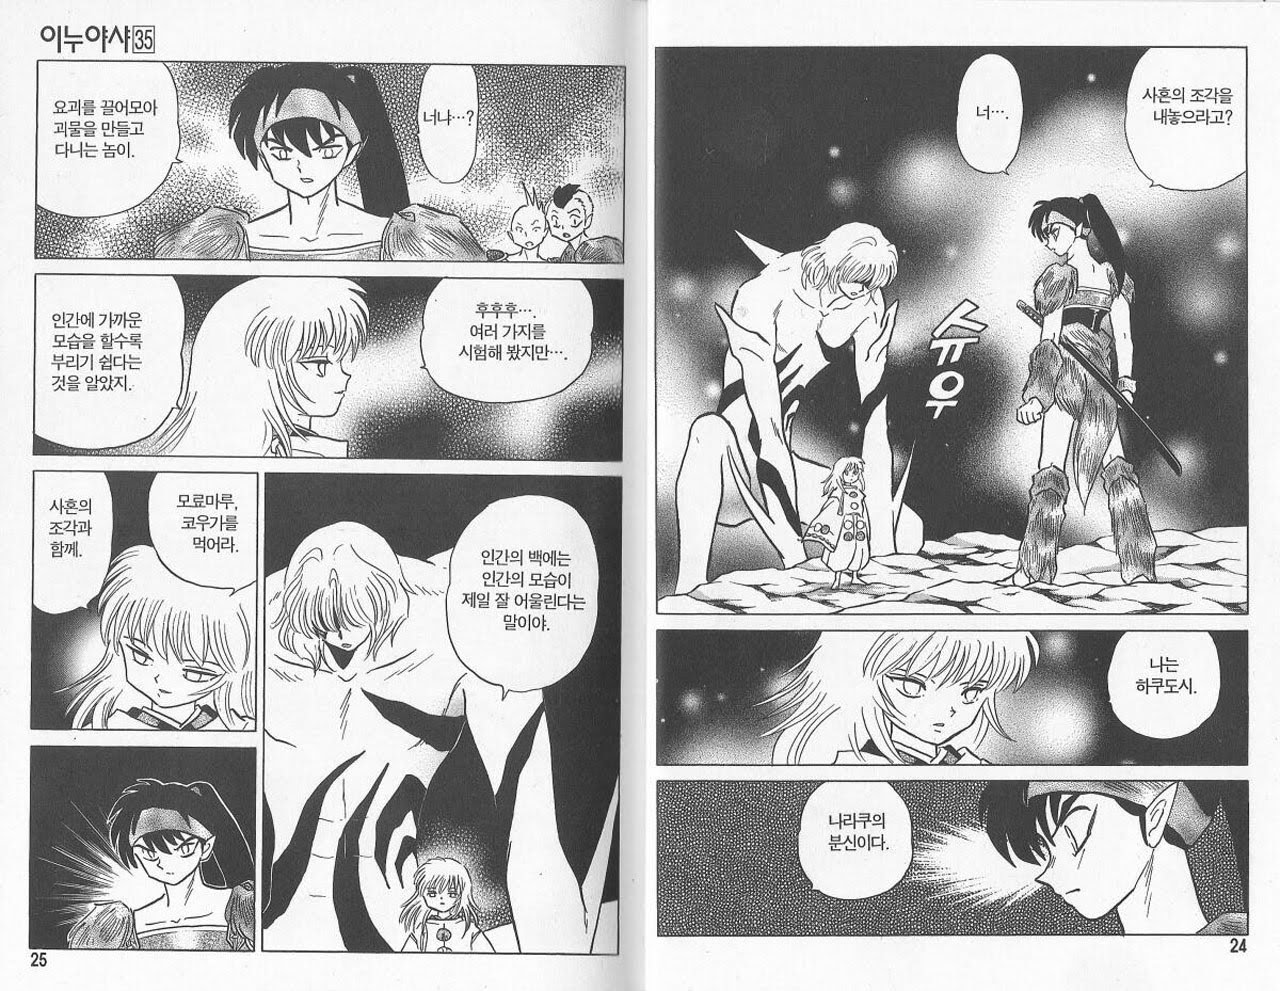 사혼의 조각을
내놓으라고?
너….
슈우
나는
하쿠도시.
나라쿠의
분신이다.
24
이누야샤 35
너냐…?
요괴를 끌어모아
괴물을 만들고
다니는 놈이.
후후후….
여러 가지를
시험해 봤지만….
인간에 가까운
모습을 할수록
부리기 쉽다는
것을 알았지.
인간의 백에는
인간의 모습이
제일 잘 어울린다는
말이야.
모료마루,
코우가를
먹어라.
사혼의
조각과
함께.
25